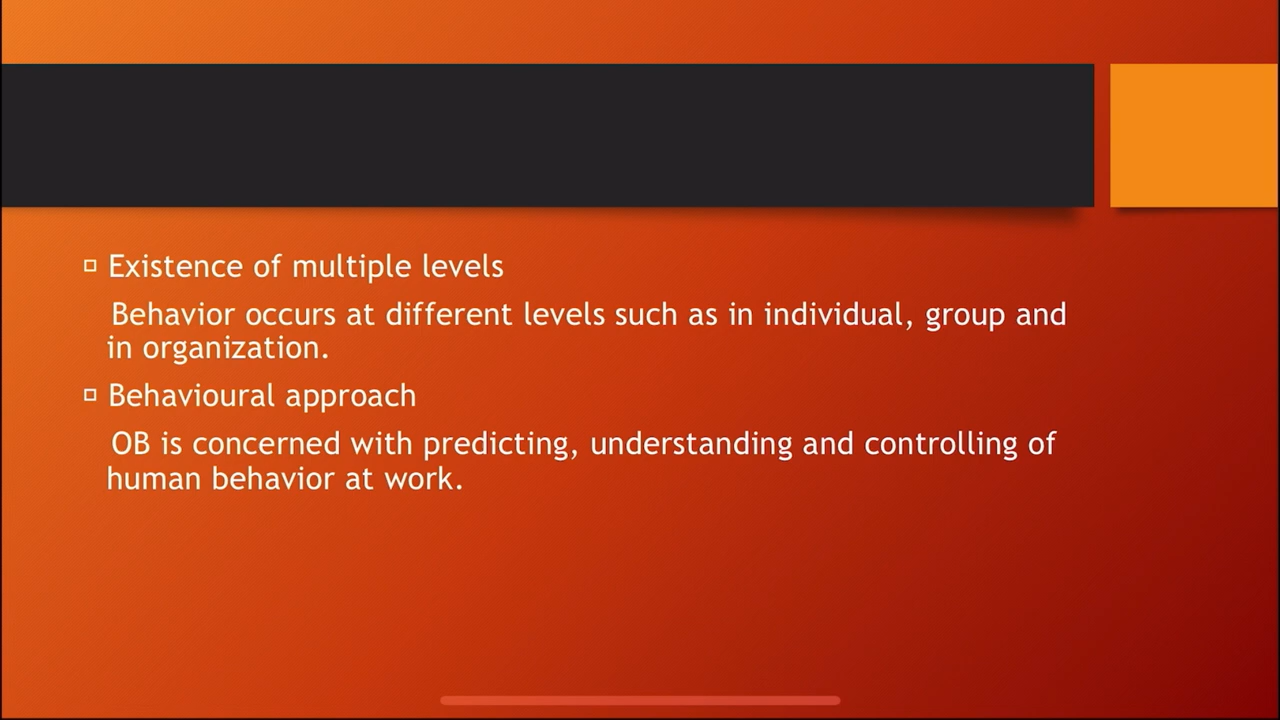 Existence of multiple levels
Behavior occurs at different levels such as in individual, group and
in organization.
Behavioural approach
OB is concerned with predicting, understanding and controlling of
human behavior at work.